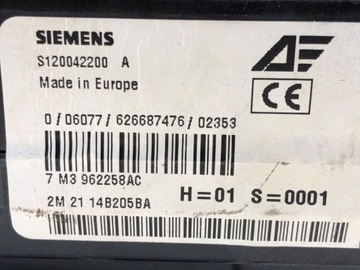 SIEMENS
S120042200 A
Made in Europe
CE
0/06077/626687476/02353
7 M3 962258AC
H=01 S=0001
2M 21 14B205BA